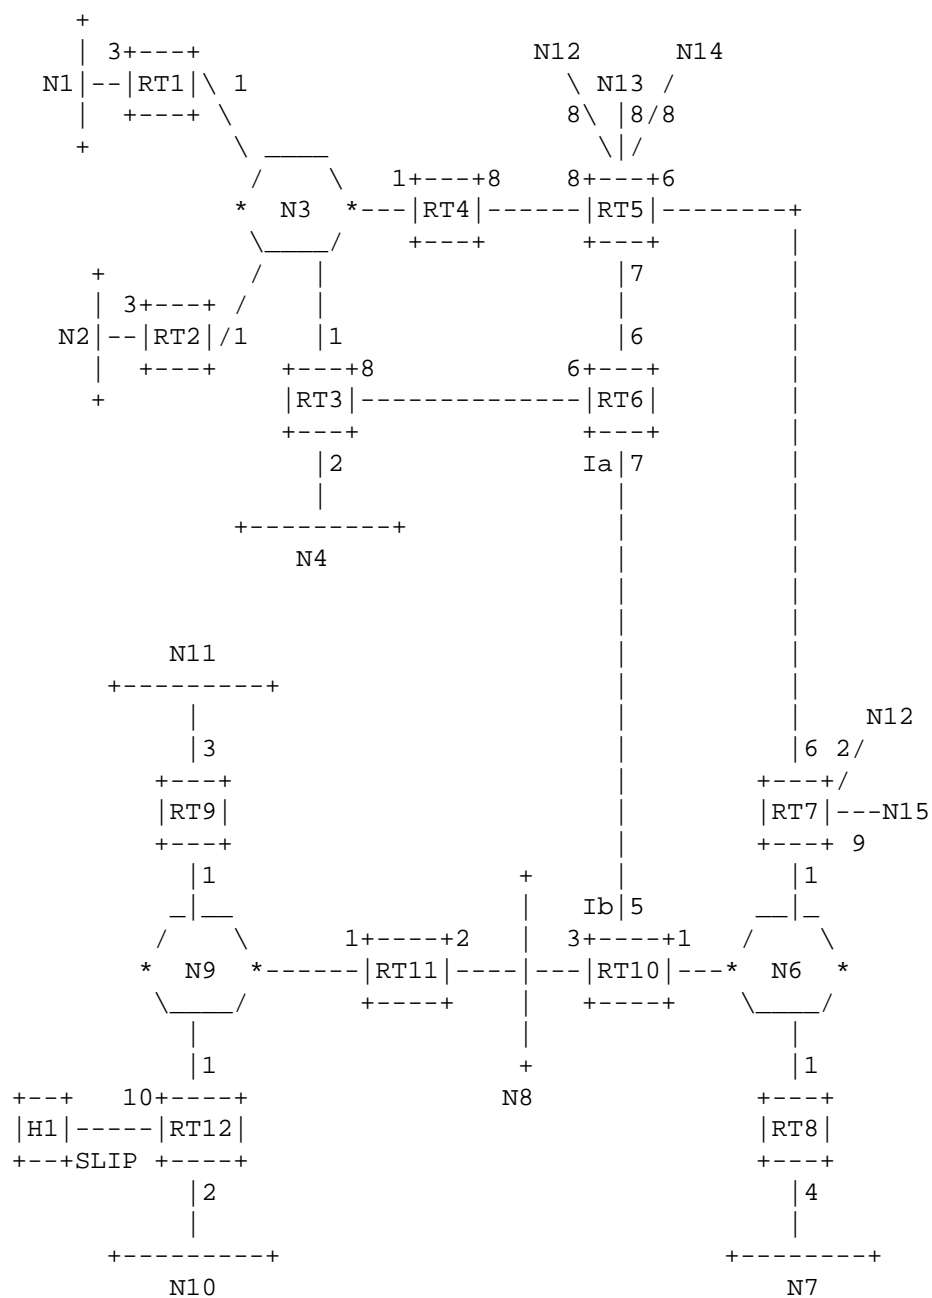 3
N12 N14
N1 RT1 1 N13
8 8 8
1 8 8 6
N3 RT4 RT5
7
3
N2 RT2 1 1 6
8 6
RT3 RT6
2 Ia 7
N4
N11
N12
3 6 2
RT9 RT7 N15
9
1 1
Ib 5
1 2 3 1
N9 RT11 RT10 N6
1 1
10 N8
H1 RT12 RT8
SLIP
2 4
N10 N7